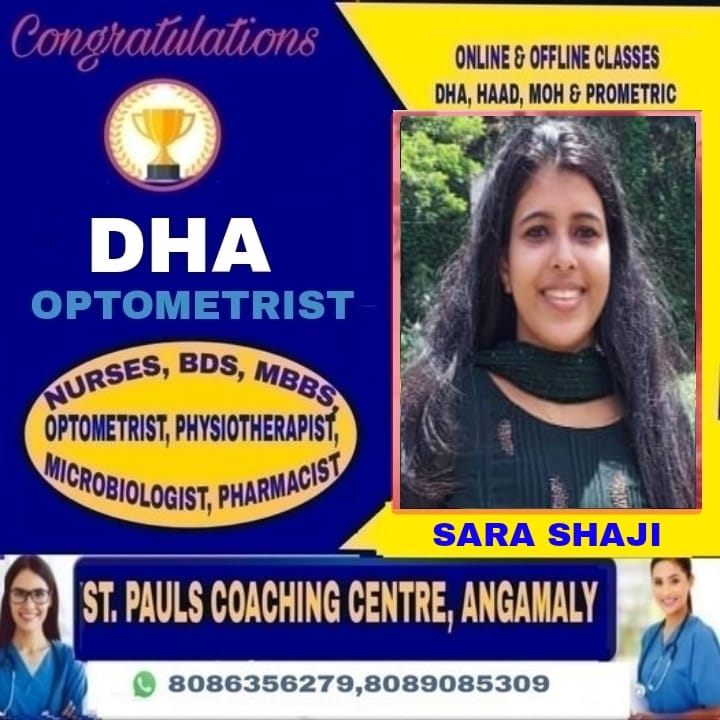 Congratulations
ONLINE & OFFLINE CLASSES
DHA, HAAD, MOH & PROMETRIC
DHA
OPTOMETRIST
NURSES, BDS, MBBS,
OPTOMETRIST, PHYSIOTHERAPIST,
MICROBIOLOGIST, PHARMACIST
SARA SHAJI
ST. PAULS COACHING CENTRE, ANGAMALY
8086356279,8089085309